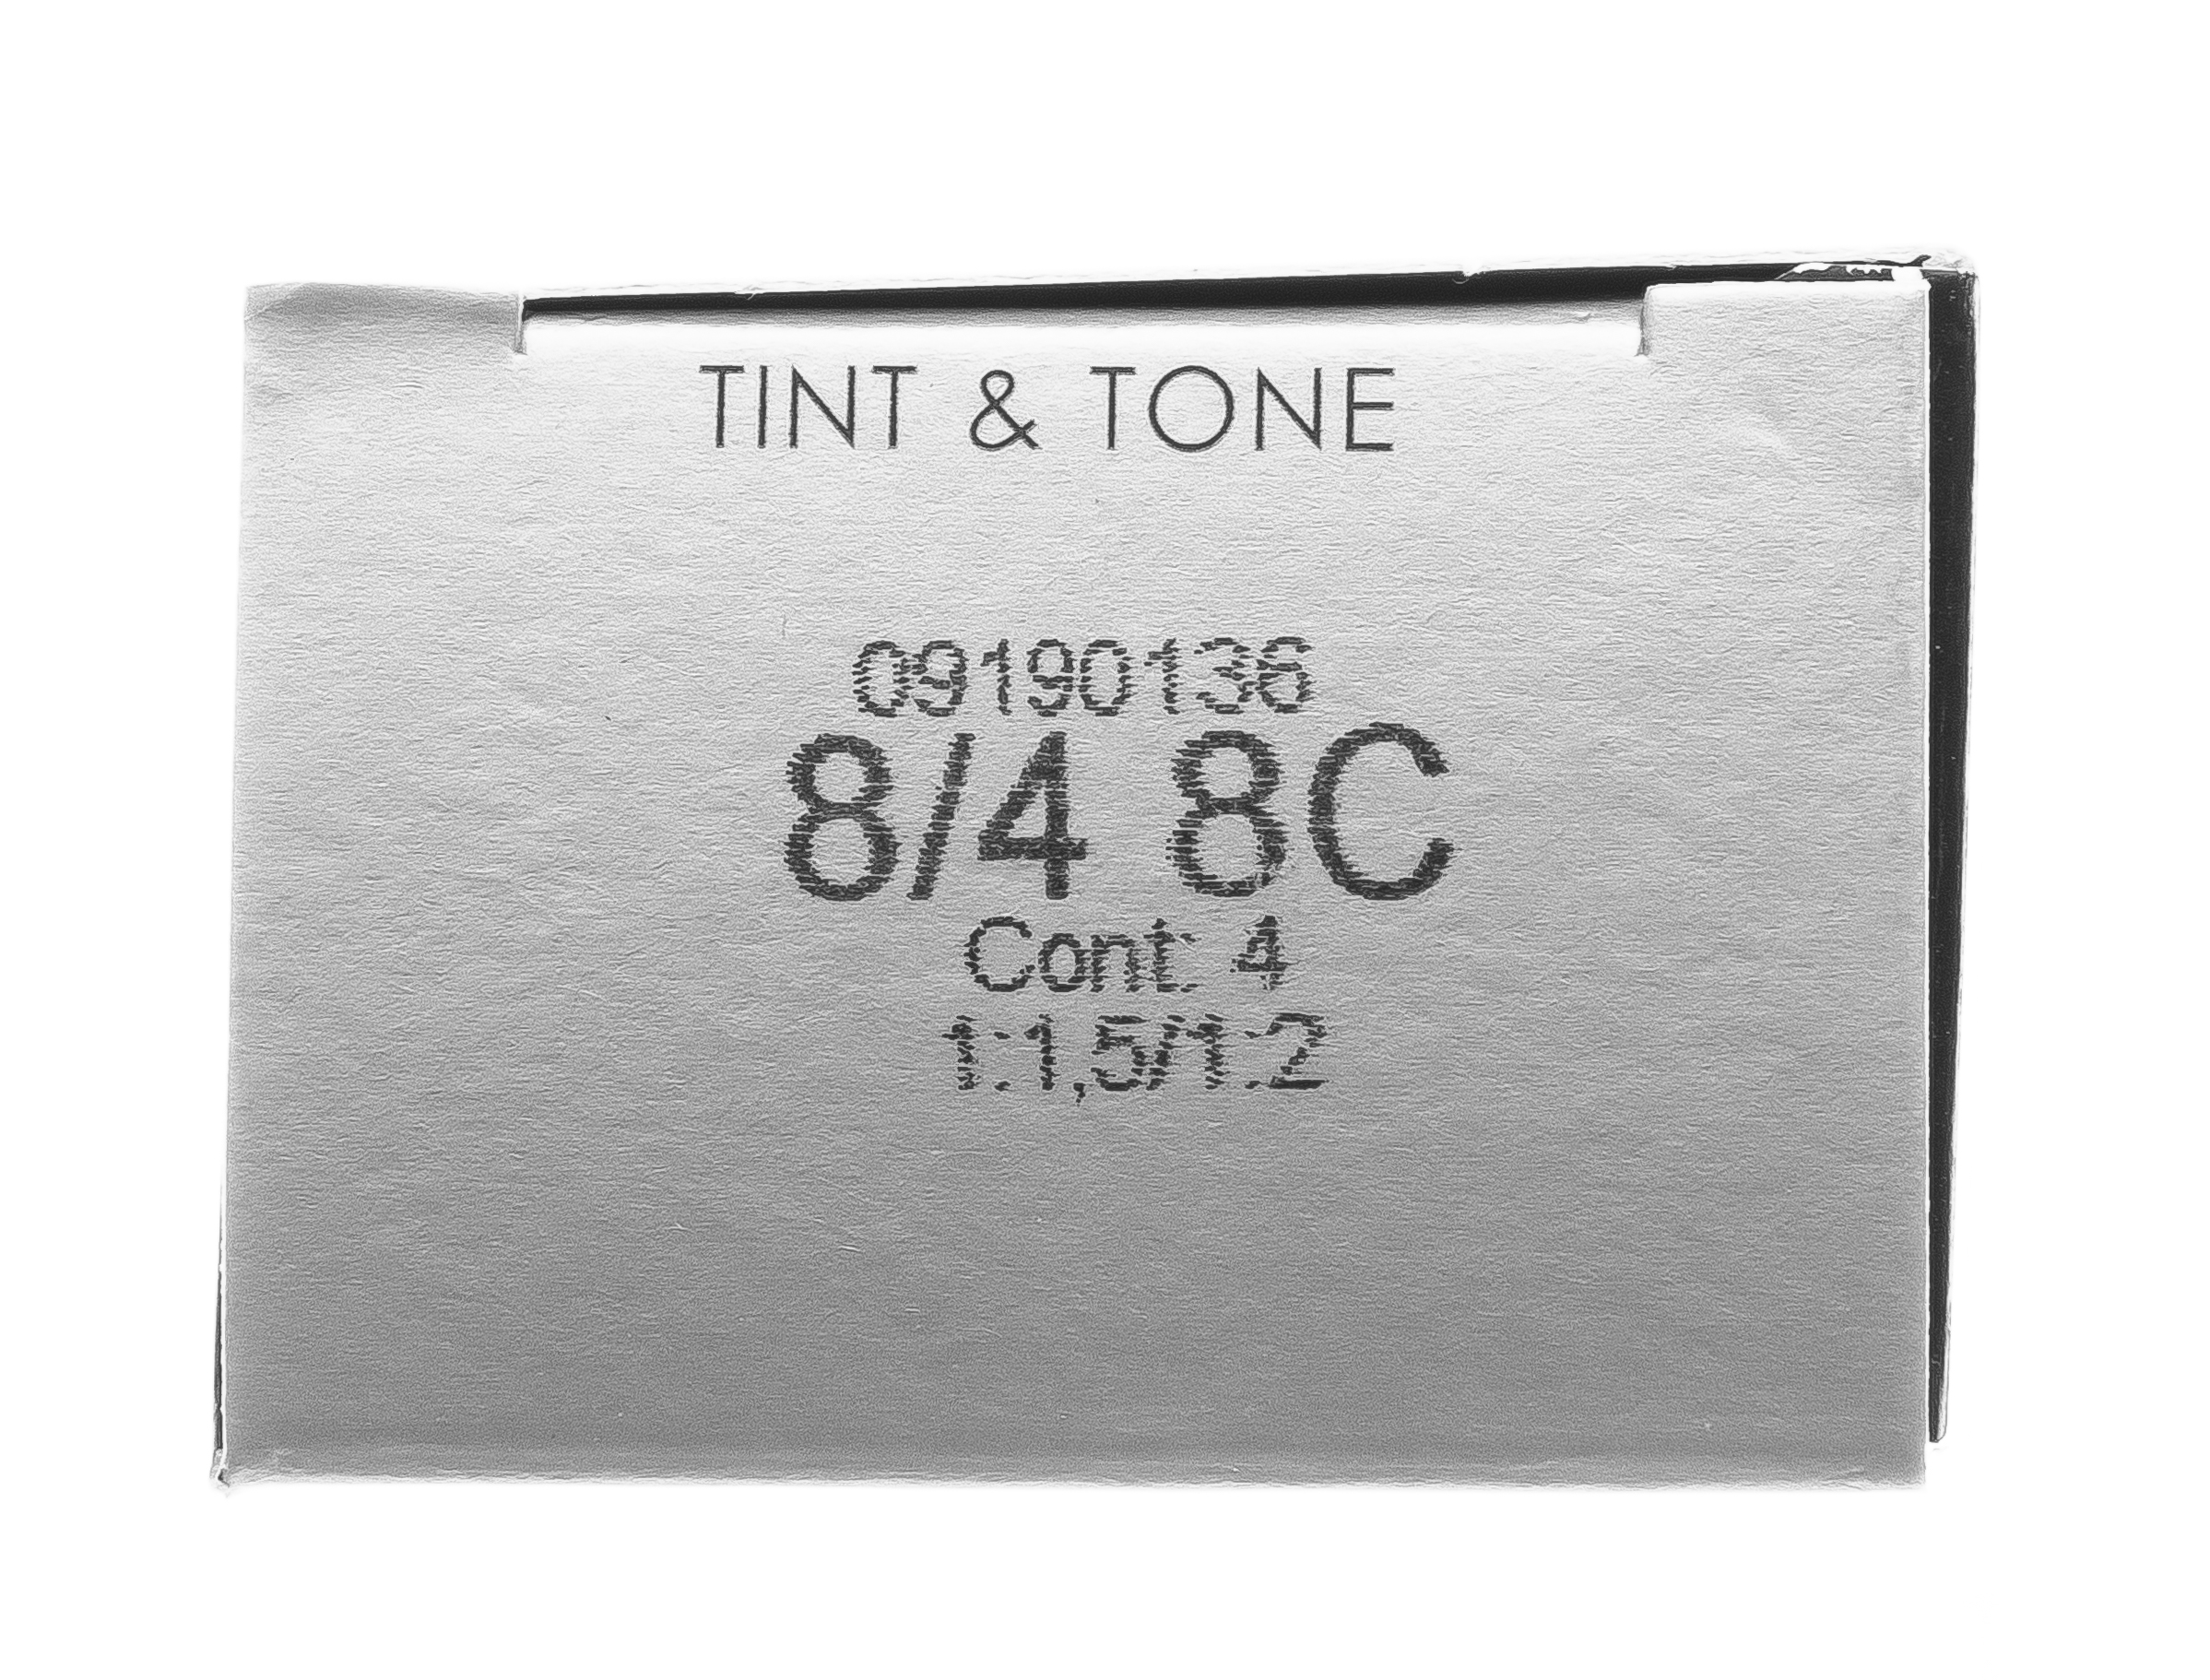 TINT & TONE
09190136
8/4 8C
Cont: 4
1:1,5/1:2